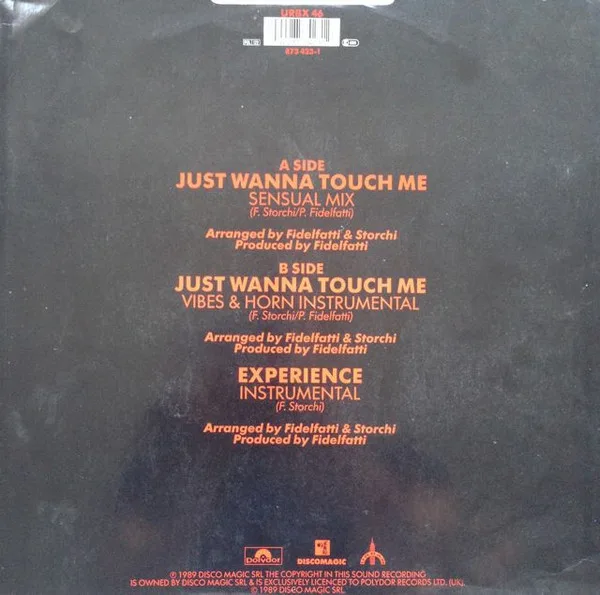 URBX 46
873 435-1
A SIDE
JUST WANNA TOUCH ME
SENSUAL MIX
(F. Storchi/P. Fidelfatti)
Arranged by Fidelfatti & Storchi
Produced by Fidelfatti
B SIDE
JUST WANNA TOUCH ME
VIBES & HORN INSTRUMENTAL
(F. Storchi/P. Fidelfatti)
Arranged by Fidelfatti & Storchi
Produced by Fidelfatti
EXPERIENCE
INSTRUMENTAL
(F. Storchi)
Arranged by Fidelfatti & Storchi
Produced by Fidelfatti
polydor
DISCOMAGIC
© 1989 DISCO MAGIC SRL THE COPYRIGHT IN THIS SOUND RECORDING
IS OWNED BY DISCO MAGIC SRL & IS EXCLUSIVELY LICENCED TO POLYDOR RECORDS LTD. (UK).
© 1989 DISCO MAGIC SRL.